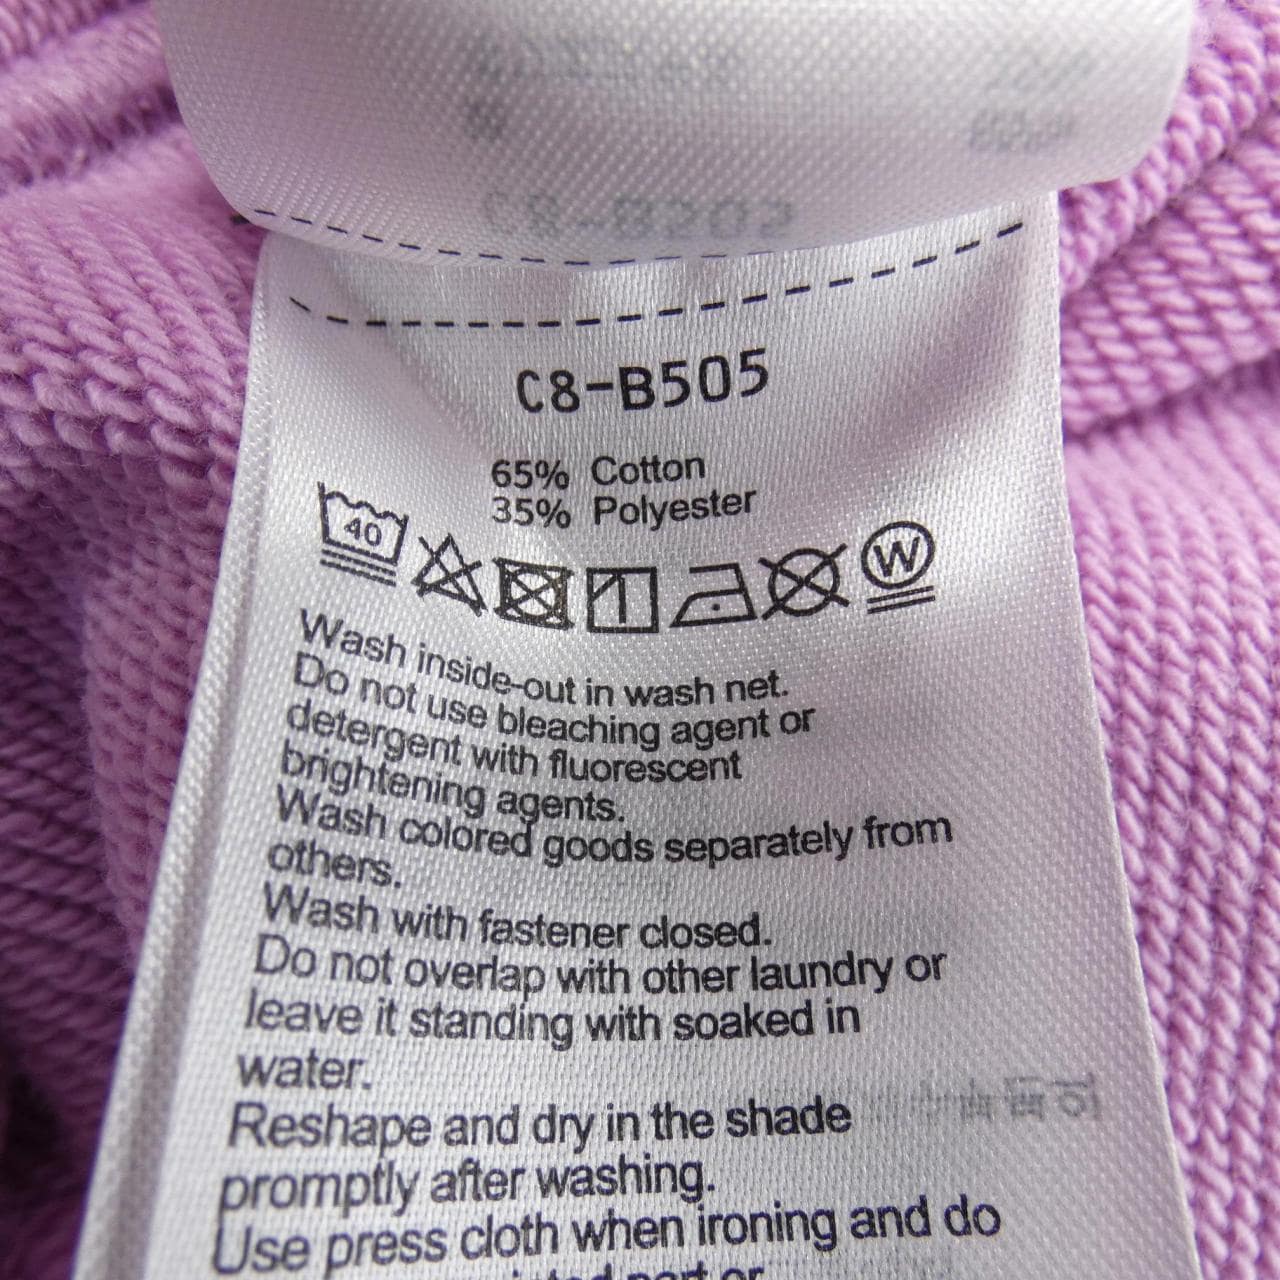 C8-B505
65% Cotton
35% Polyester
40
W
Wash inside-out in wash net.
Do not use bleaching agent or
detergent with fluorescent
brightening agents.
Wash colored goods separately from
others.
Wash with fastener closed.
Do not overlap with other laundry or
leave it standing with soaked in
water.
Reshape and dry in the shade
promptly after washing.
Use press cloth when ironing and do
part or